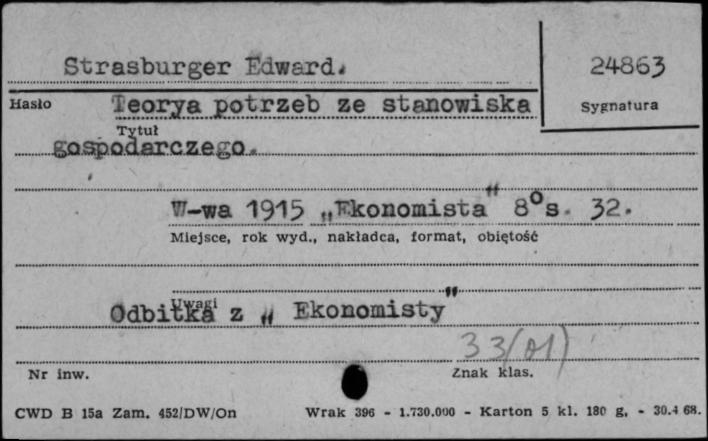 Strasburger Edward.
24863
Hasło
Teorya potrzeb ze stanowiska
Sygnatura
Tytuł
gospodarczego.
W-wa 1915 „Ekonomista" 8⁰s. 32.
Miejsce, rok wyd., nakładca, format, objętość
Uwagi
Odbitka z „ Ekonomisty"
33(01)
Nr inw.
Znak klas.
CWD B 15a Zam. 452/DW/On
Wrak 396 - 1.730.000 - Karton 5 kl. 180 g. - 30.4 68.